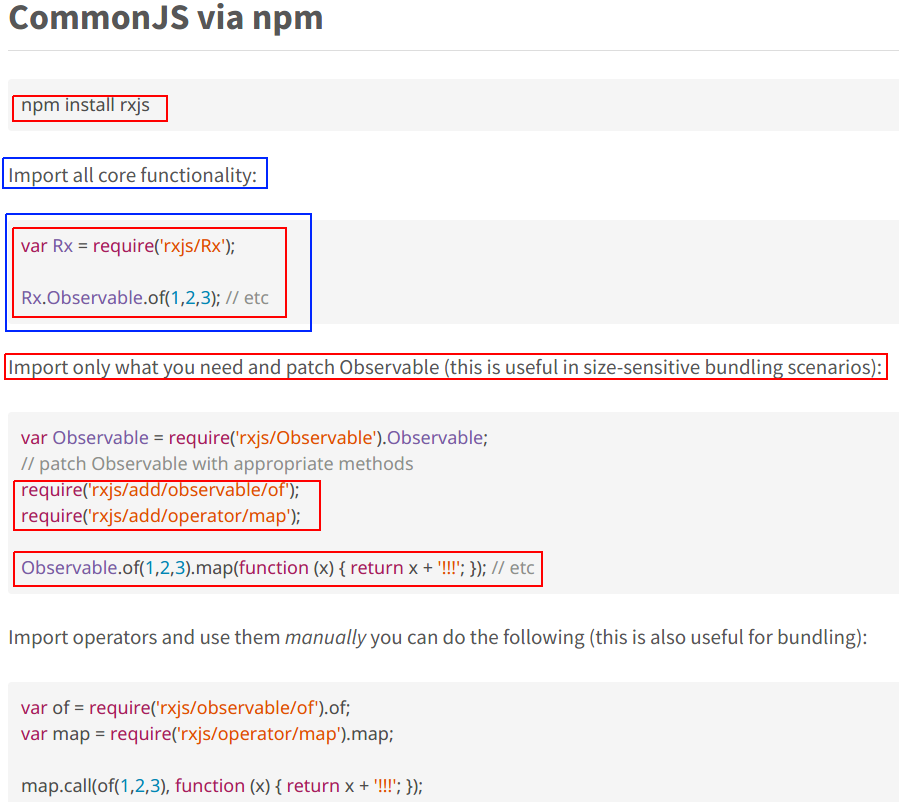 CommonJS via npm
npm install rxjs
Import all core functionality:
var Rx = require('rxjs/Rx');
Rx.Observable.of(1,2,3); // etc
Import only what you need and patch Observable (this is useful in size-sensitive bundling scenarios):
var Observable = require('rxjs/Observable').Observable;
// patch Observable with appropriate methods
require('rxjs/add/observable/of');
require('rxjs/add/operator/map');
Observable.of(1,2,3).map(function (x) { return x + '!!!'; }); // etc
Import operators and use them manually you can do the following (this is also useful for bundling):
var of = require('rxjs/observable/of').of;
var map = require('rxjs/operator/map').map;
map.call(of(1,2,3), function (x) { return x + '!!!'; });